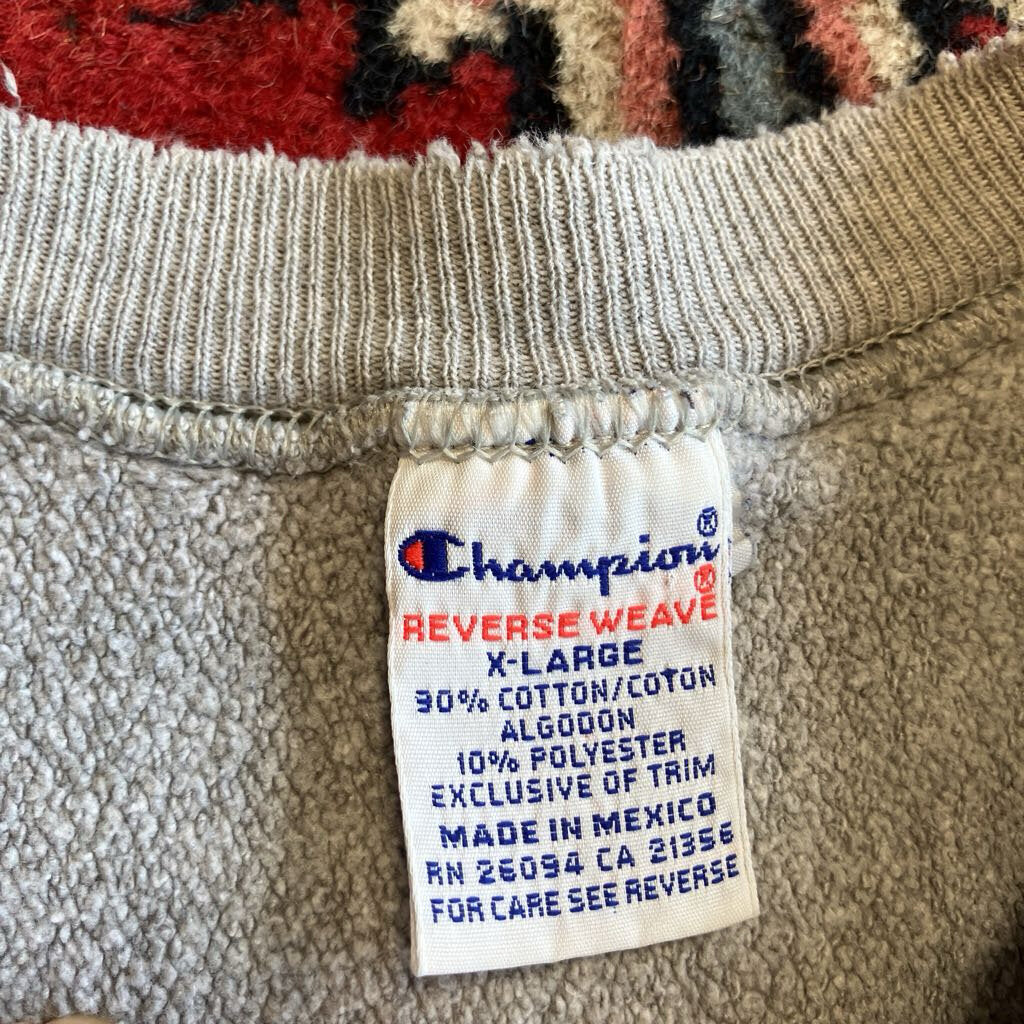 Champion®
REVERSE WEAVE®
X-LARGE
90% COTTON/COTON
ALGODON
10% POLYESTER
EXCLUSIVE OF TRIM
MADE IN MEXICO
RN 26094 CA 21356
FOR CARE SEE REVERSE